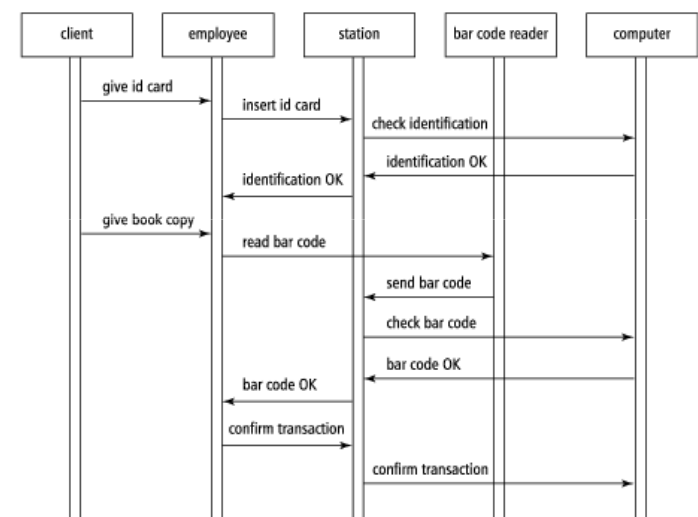 client
employee
station
bar code reader
computer
give id card
insert id card
check identification
identification OK
identification OK
give book copy
read bar code
send bar code
check bar code
bar code OK
bar code OK
confirm transaction
confirm transaction